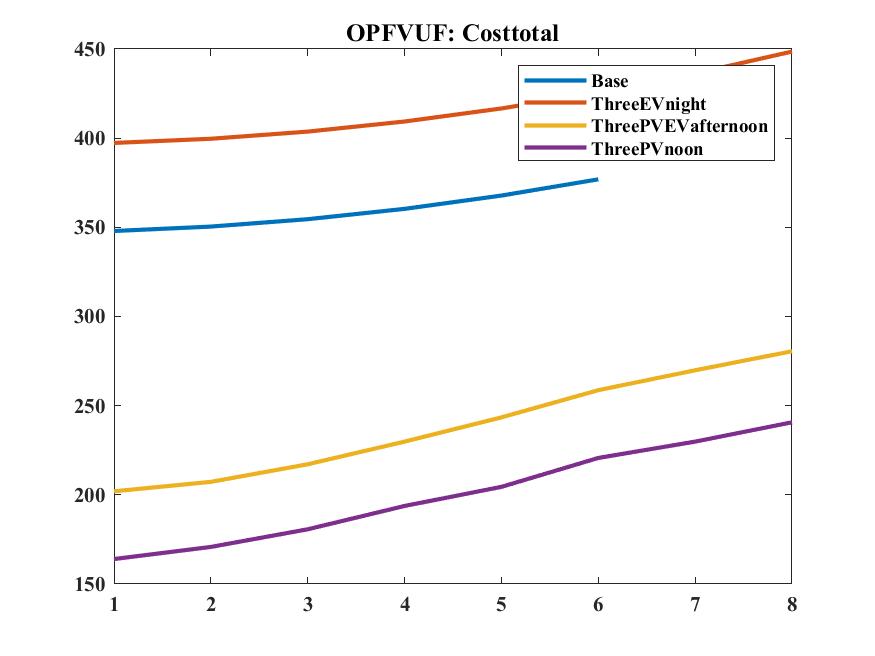 OPFVUF: Costtotal
450
400
350
300
250
200
150
Base
ThreeEVnight
ThreePVEVafternoon
ThreePVnoon
1 2 3 4 5 6 7 8